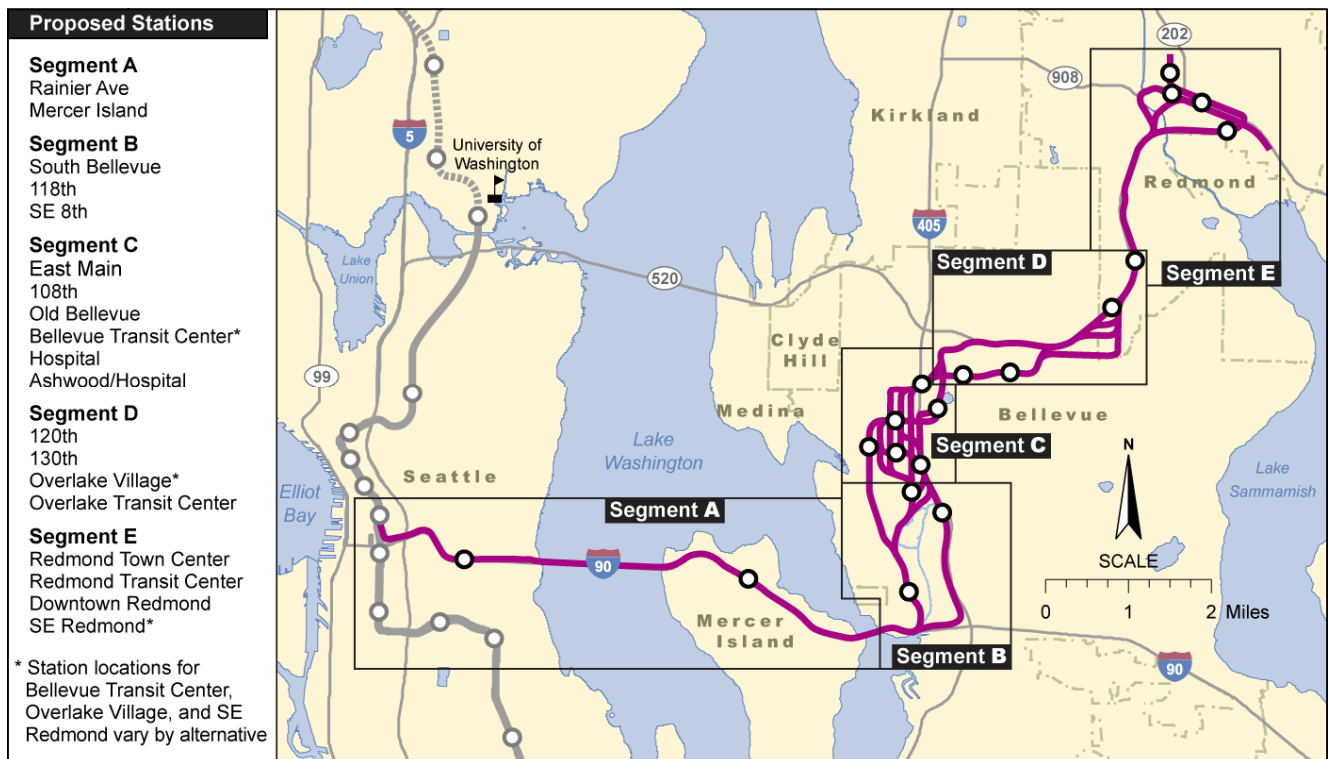 Proposed Stations
Segment A
Rainier Ave
Mercer Island
Segment B
South Bellevue
118th
SE 8th
Segment C
East Main
108th
Old Bellevue
Bellevue Transit Center*
Hospital
Ashwood/Hospital
Segment D
120th
130th
Overlake Village*
Overlake Transit Center
Segment E
Redmond Town Center
Redmond Transit Center
Downtown Redmond
SE Redmond*
* Station locations for
Bellevue Transit Center,
Overlake Village, and SE
Redmond vary by alternative
202
908
Kirkland
5
University of
Washington
Redmond
405
Lake
Union
520
Segment D
Segment E
Clyde
Hill
99
Medina
Bellevue
Lake
Washington
Segment C
N
Seattle
Elliot
Bay
Lake
Sammamish
Segment A
90
SCALE
0 1 2 Miles
Mercer
Island
Segment B
90